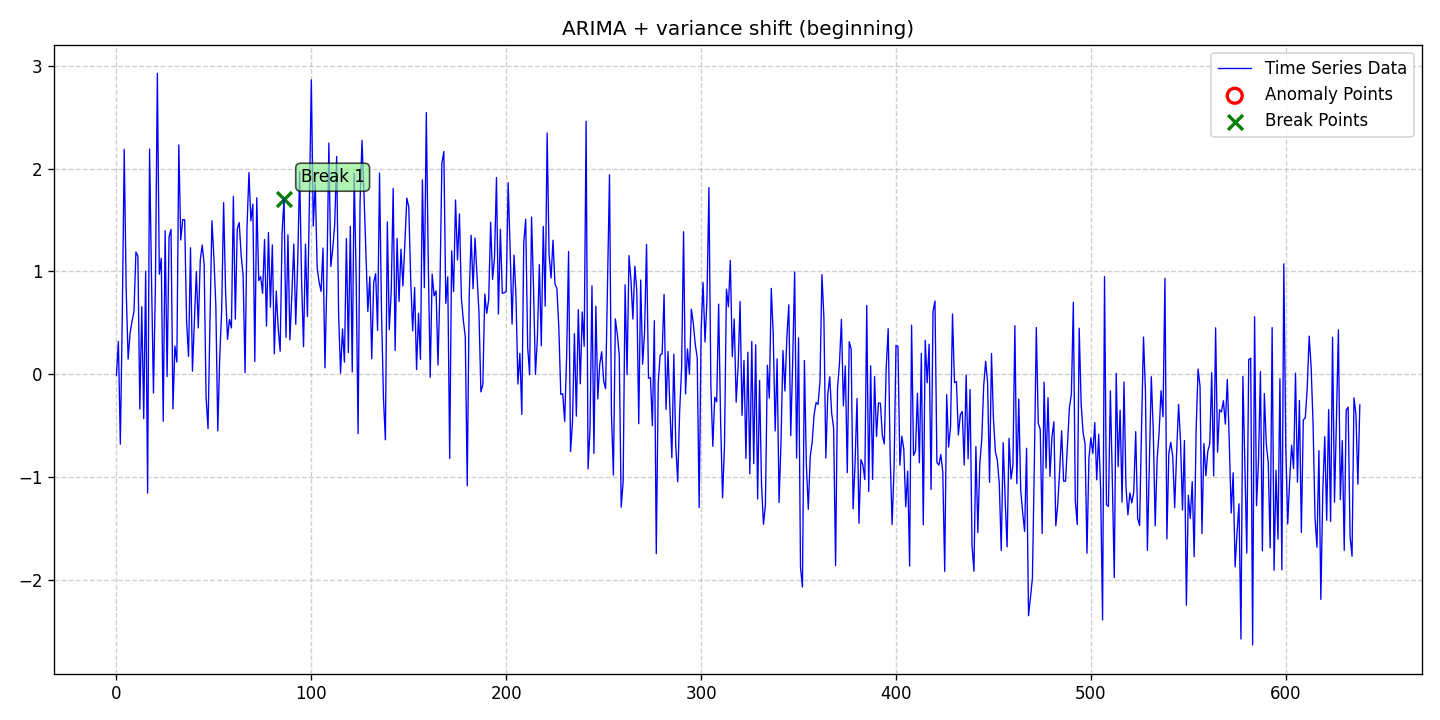 ARIMA + variance shift (beginning)
Time Series Data
Anomaly Points
Break Points
Break 1
3
2
1
0
−1
−2
0 100 200 300 400 500 600